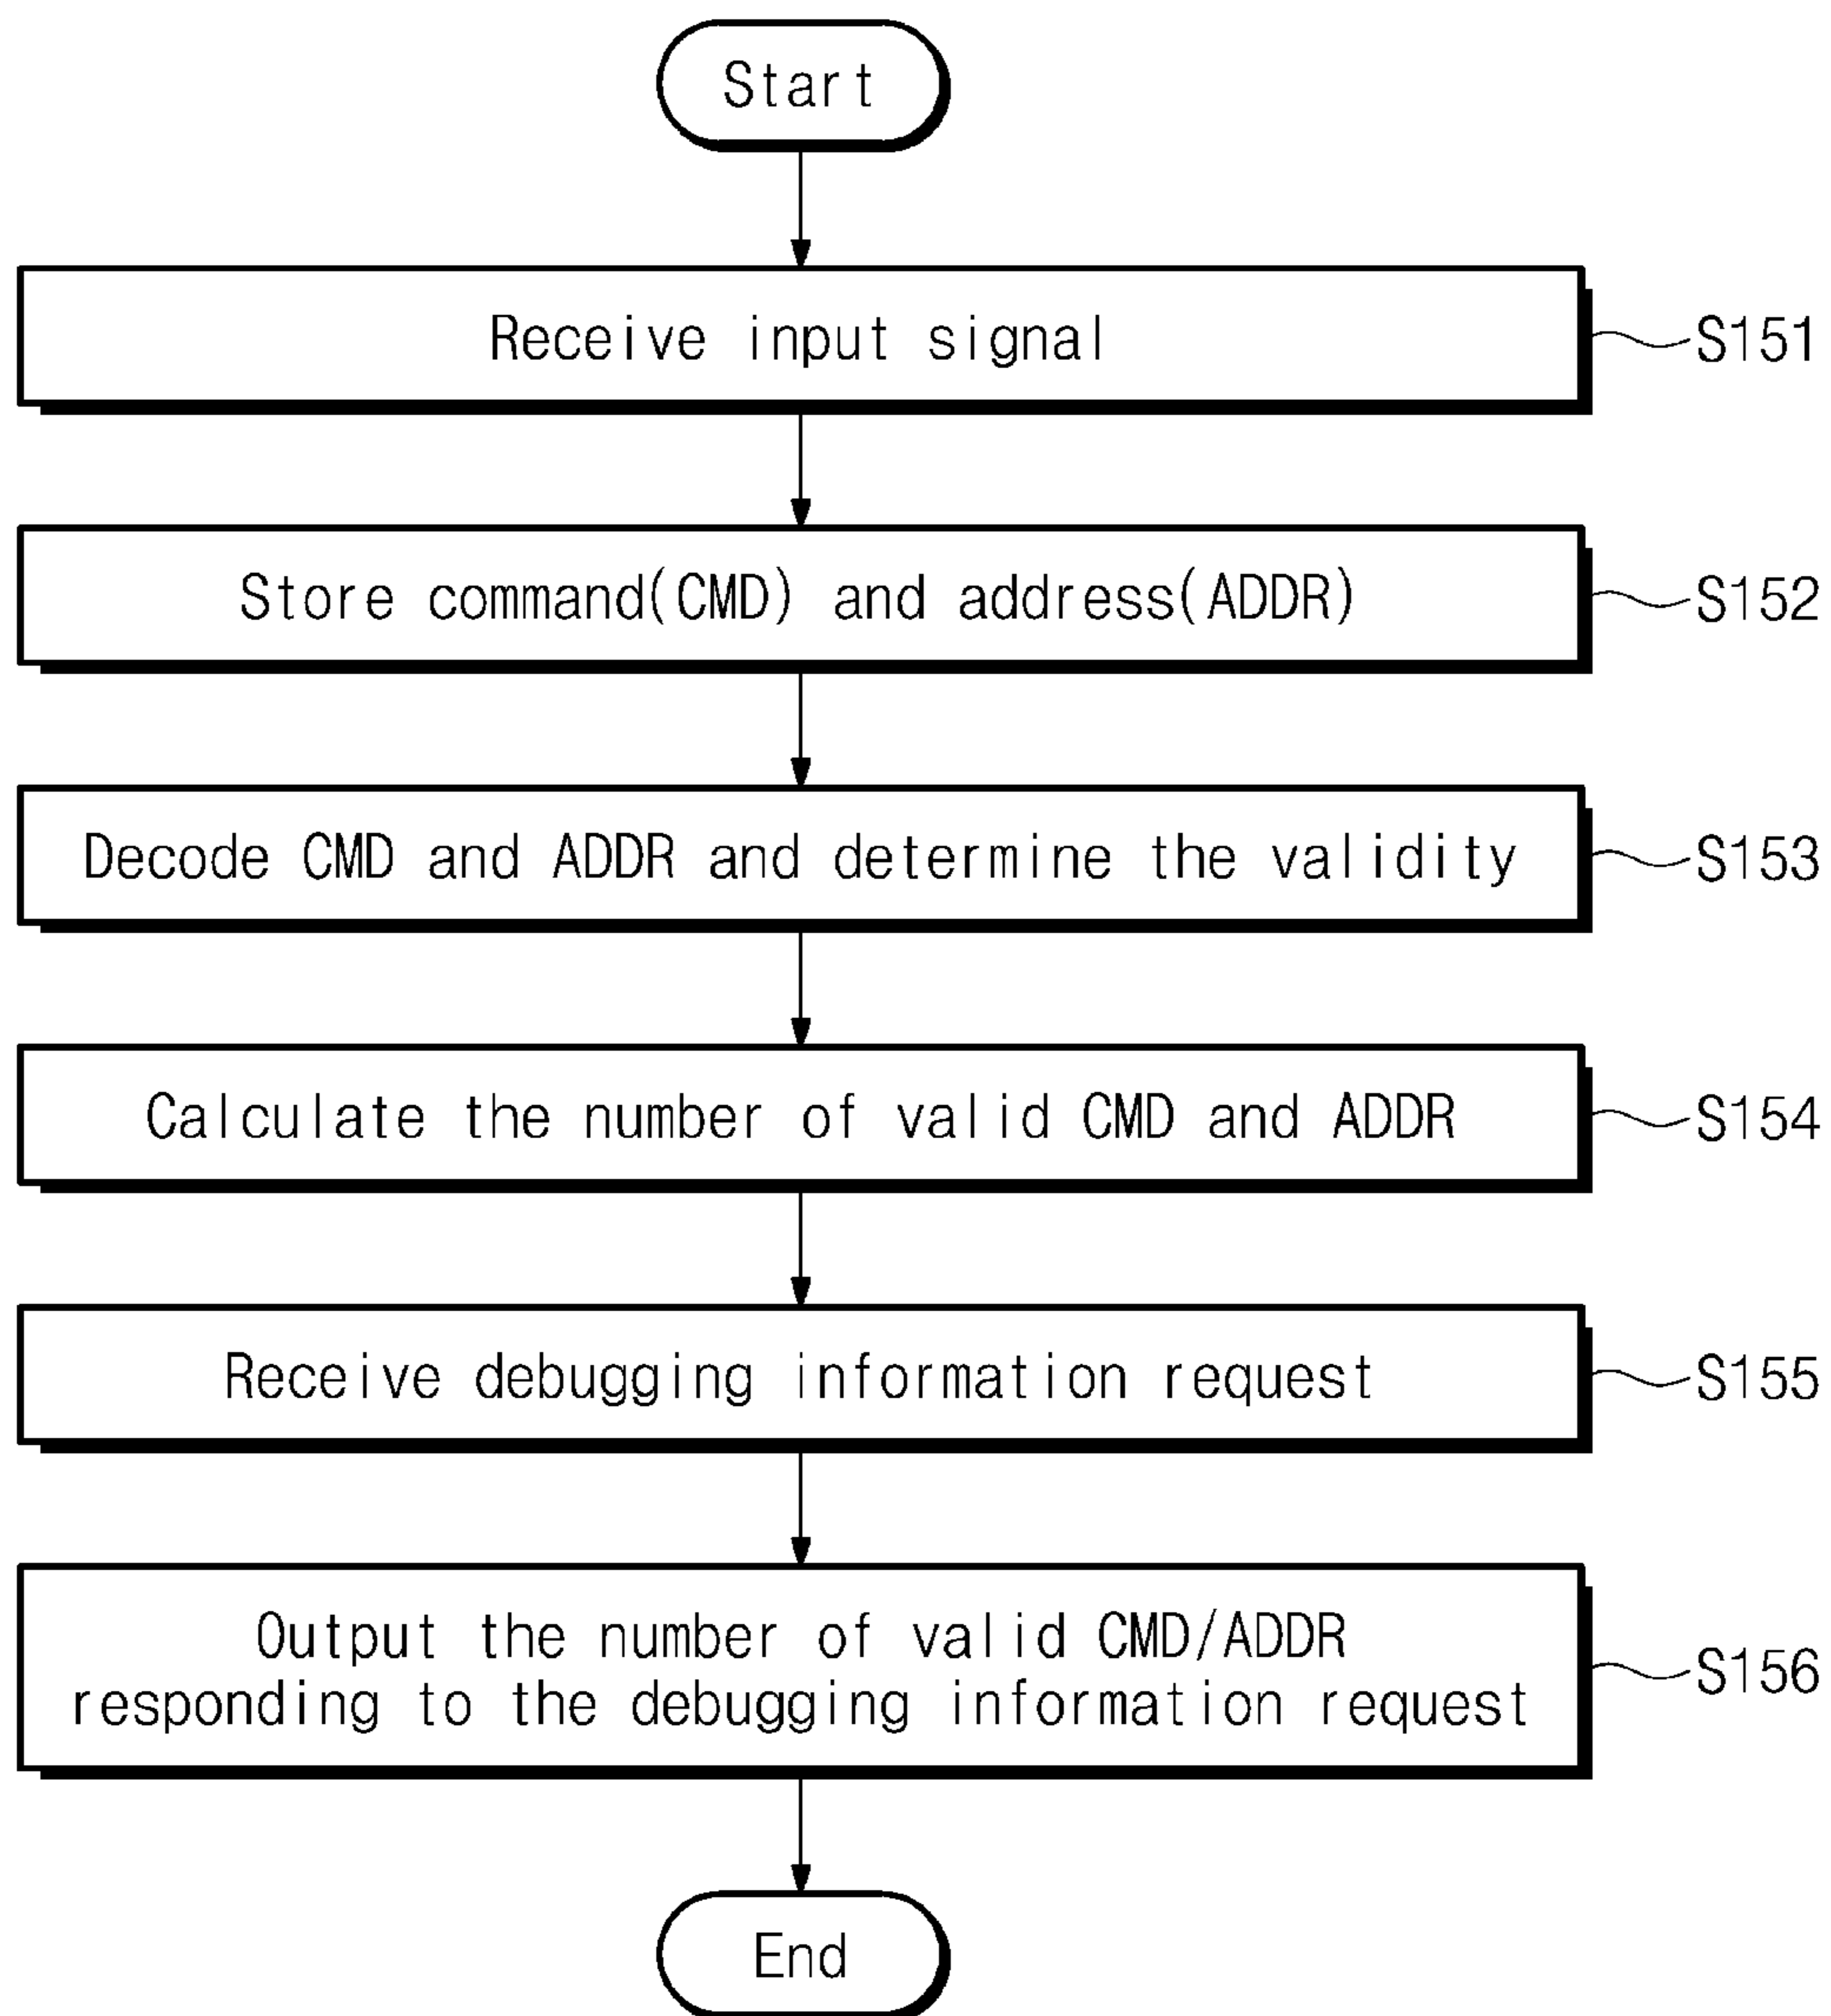 Start
Receive input signal
S151
Store command(CMD) and address(ADDR)
S152
Decode CMD and ADDR and determine the validity
S153
Calculate the number of valid CMD and ADDR
S154
Receive debugging information request
S155
Output the number of valid CMD/ADDR
responding to the debugging information request
S156
End